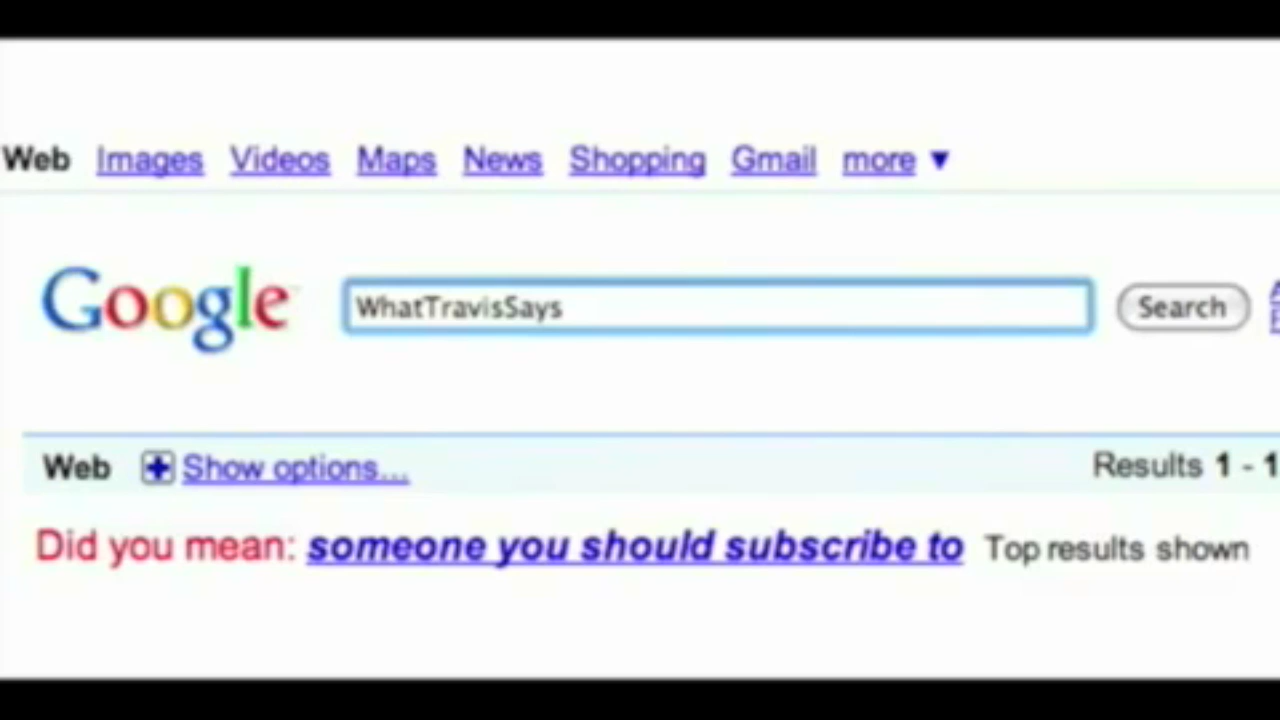 Web Images Videos Maps News Shopping Gmail more ▼
Google WhatTravisSays Search
Web Show options... Results 1 - 1
Did you mean: someone you should subscribe to Top results shown